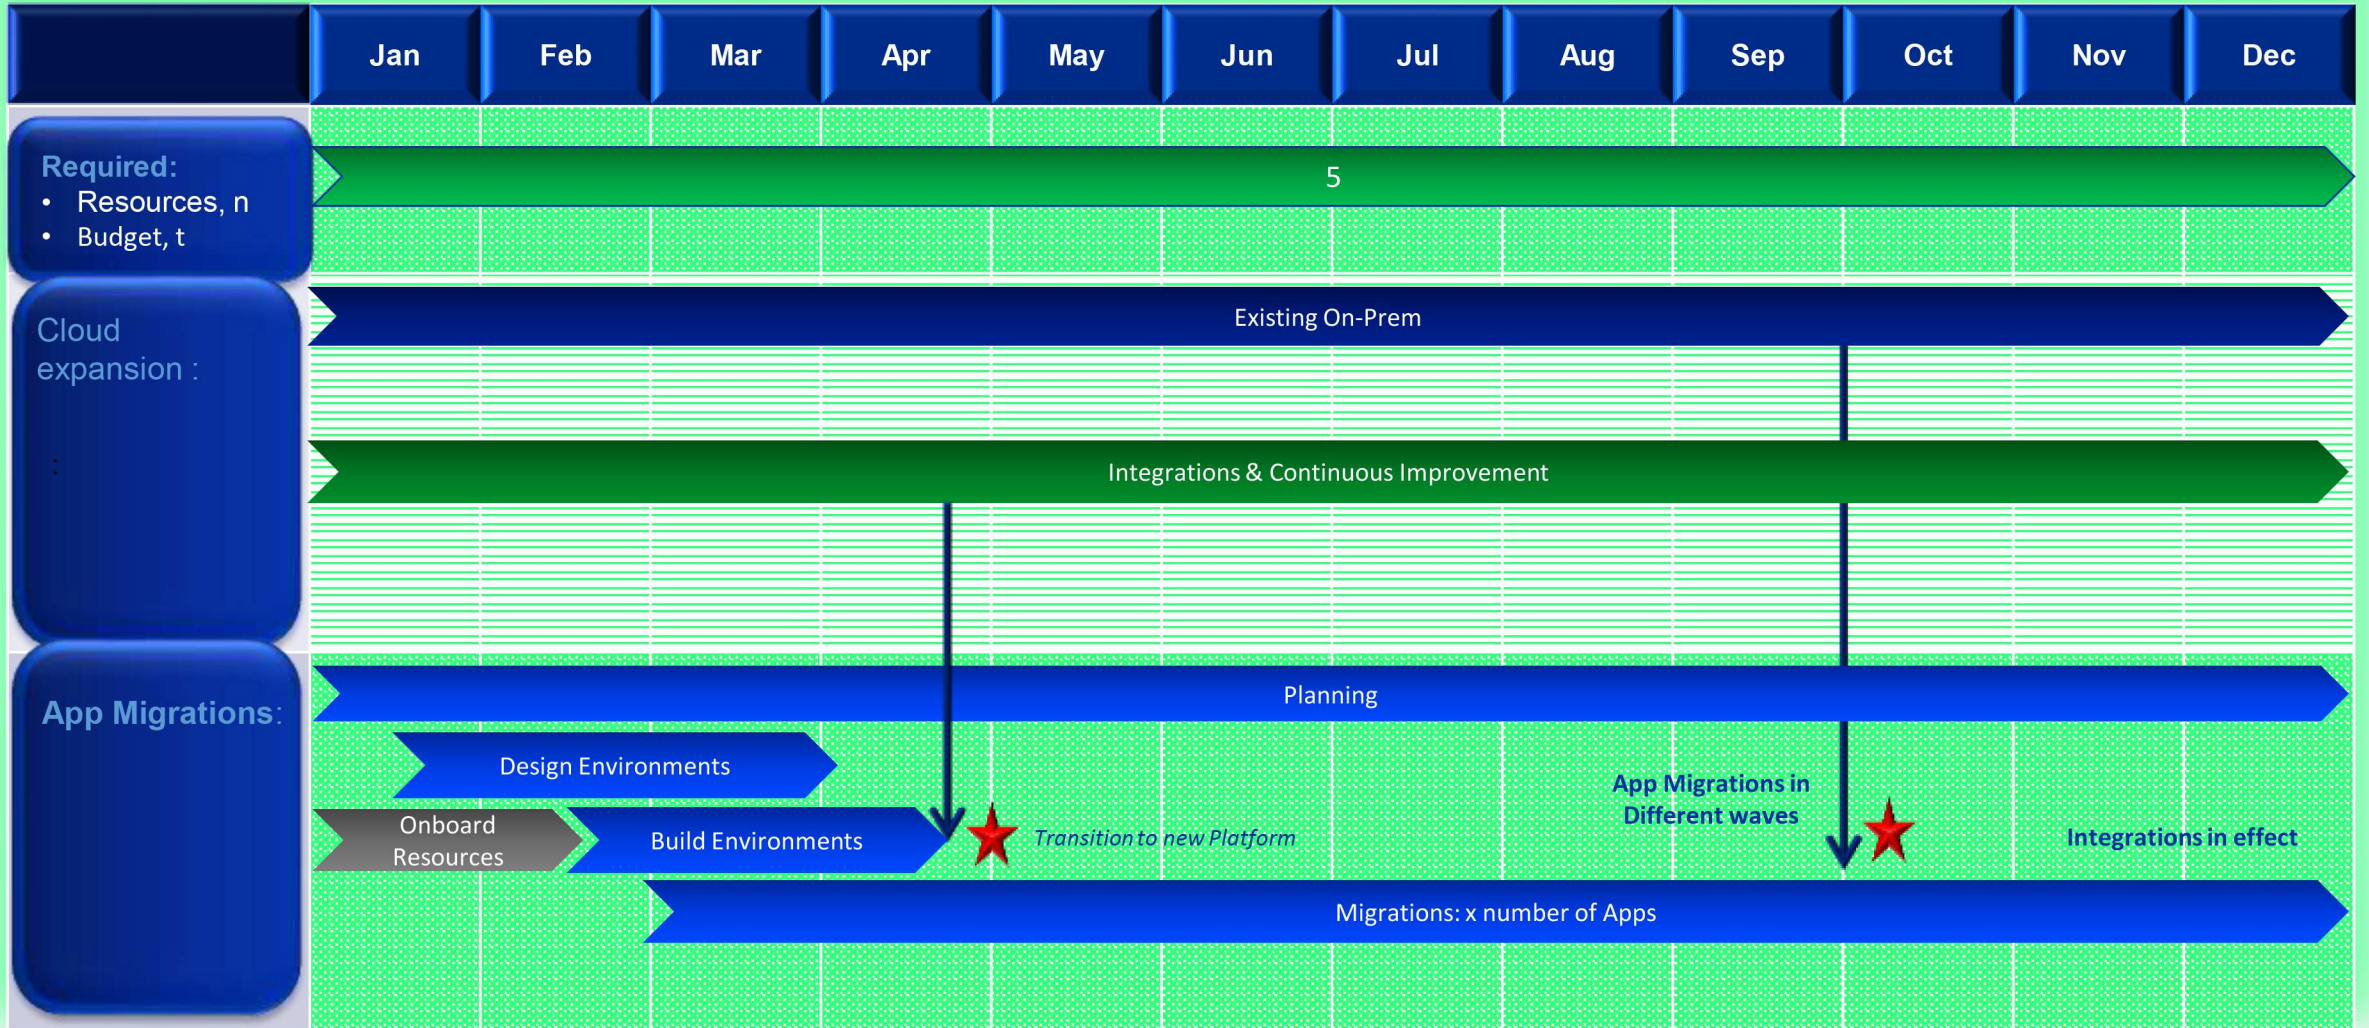 Jan Feb Mar Apr May Jun Jul Aug Sep Oct Nov Dec
Required:
• Resources, n
• Budget, t
5
Cloud
expansion :
:
Existing On-Prem
Integrations & Continuous Improvement
App Migrations:
Planning
Design Environments
Onboard
Resources
Build Environments
Transition to new Platform
App Migrations in
Different waves
Integrations in effect
Migrations: x number of Apps